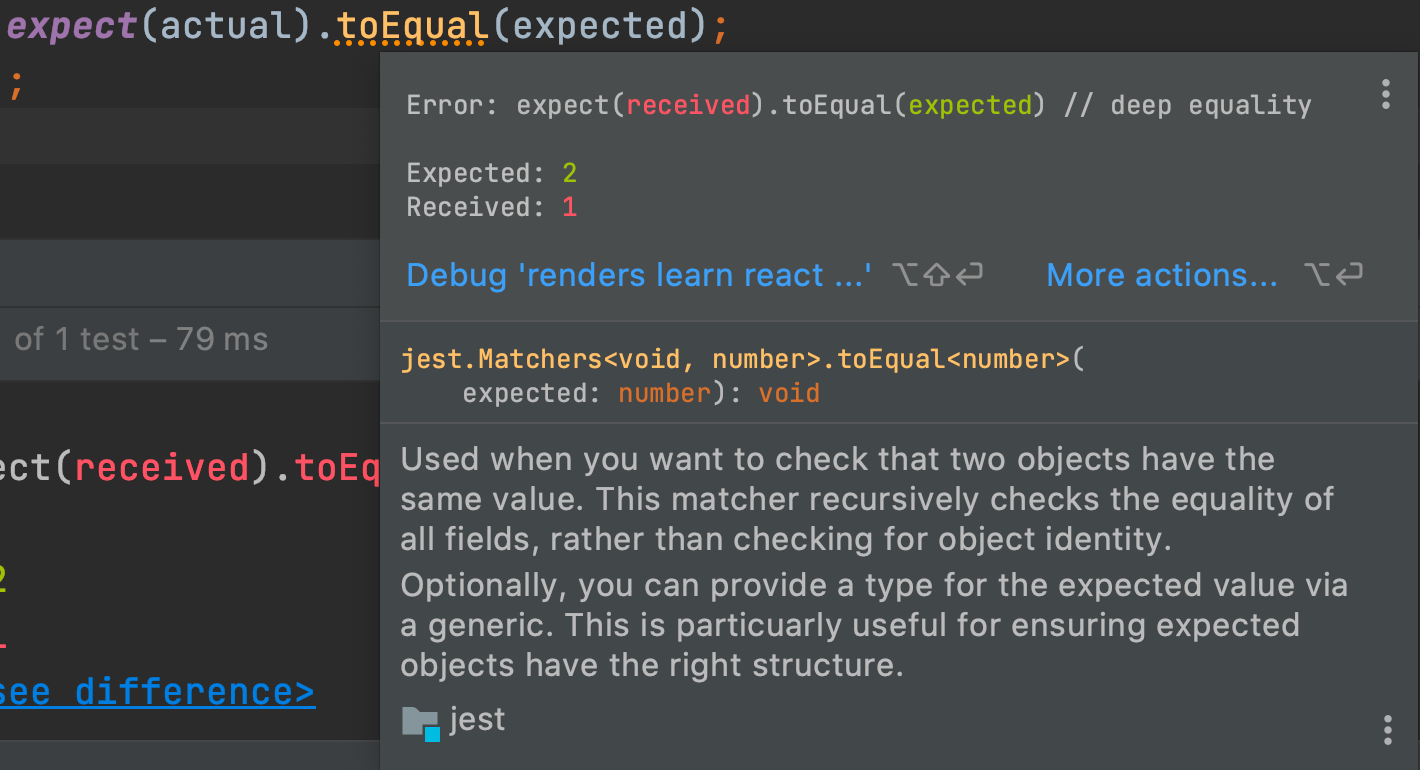 expect(actual).toEqual(expected);
;
Error: expect(received).toEqual(expected) // deep equality
Expected: 2
Received: 1
Debug 'renders learn react ...' ⌥⇧⏎ More actions... ⌥⏎
of 1 test – 79 ms
jest.Matchers<void, number>.toEqual<number>(
expected: number): void
ect(received).toEq
Used when you want to check that two objects have the
same value. This matcher recursively checks the equality of
all fields, rather than checking for object identity.
Optionally, you can provide a type for the expected value via
a generic. This is particuarly useful for ensuring expected
objects have the right structure.
2
see difference>
jest